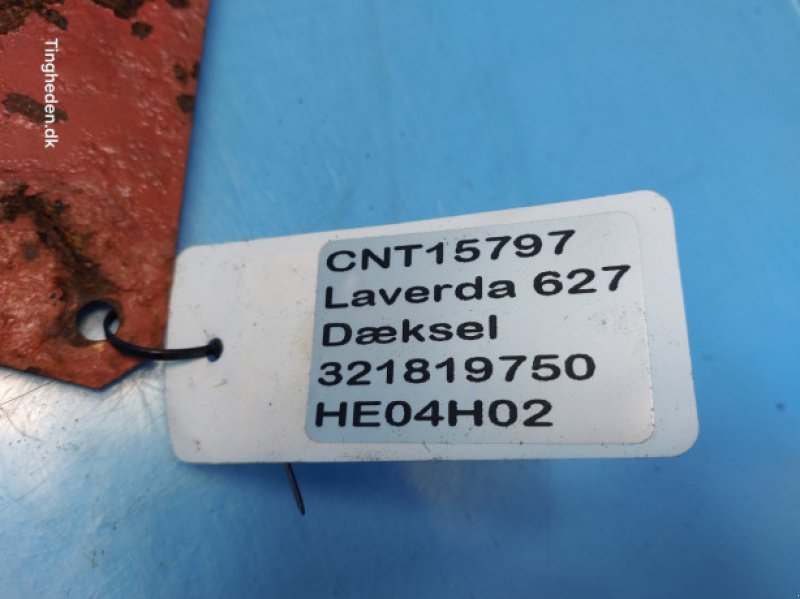 Tingheden.dk
CNT15797
Laverda 627
Dæksel
321819750
HE04H02